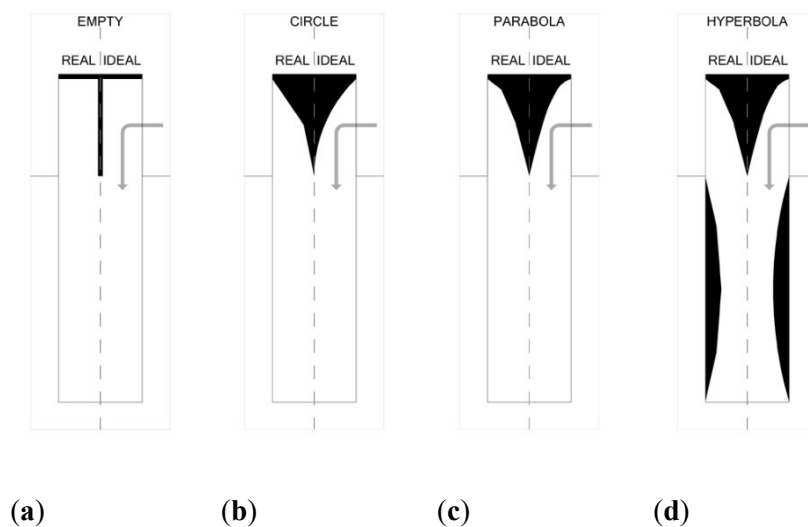 EMPTY
REAL IDEAL
CIRCLE
REAL IDEAL
PARABOLA
REAL IDEAL
HYPERBOLA
REAL IDEAL
(a)
(b)
(c)
(d)